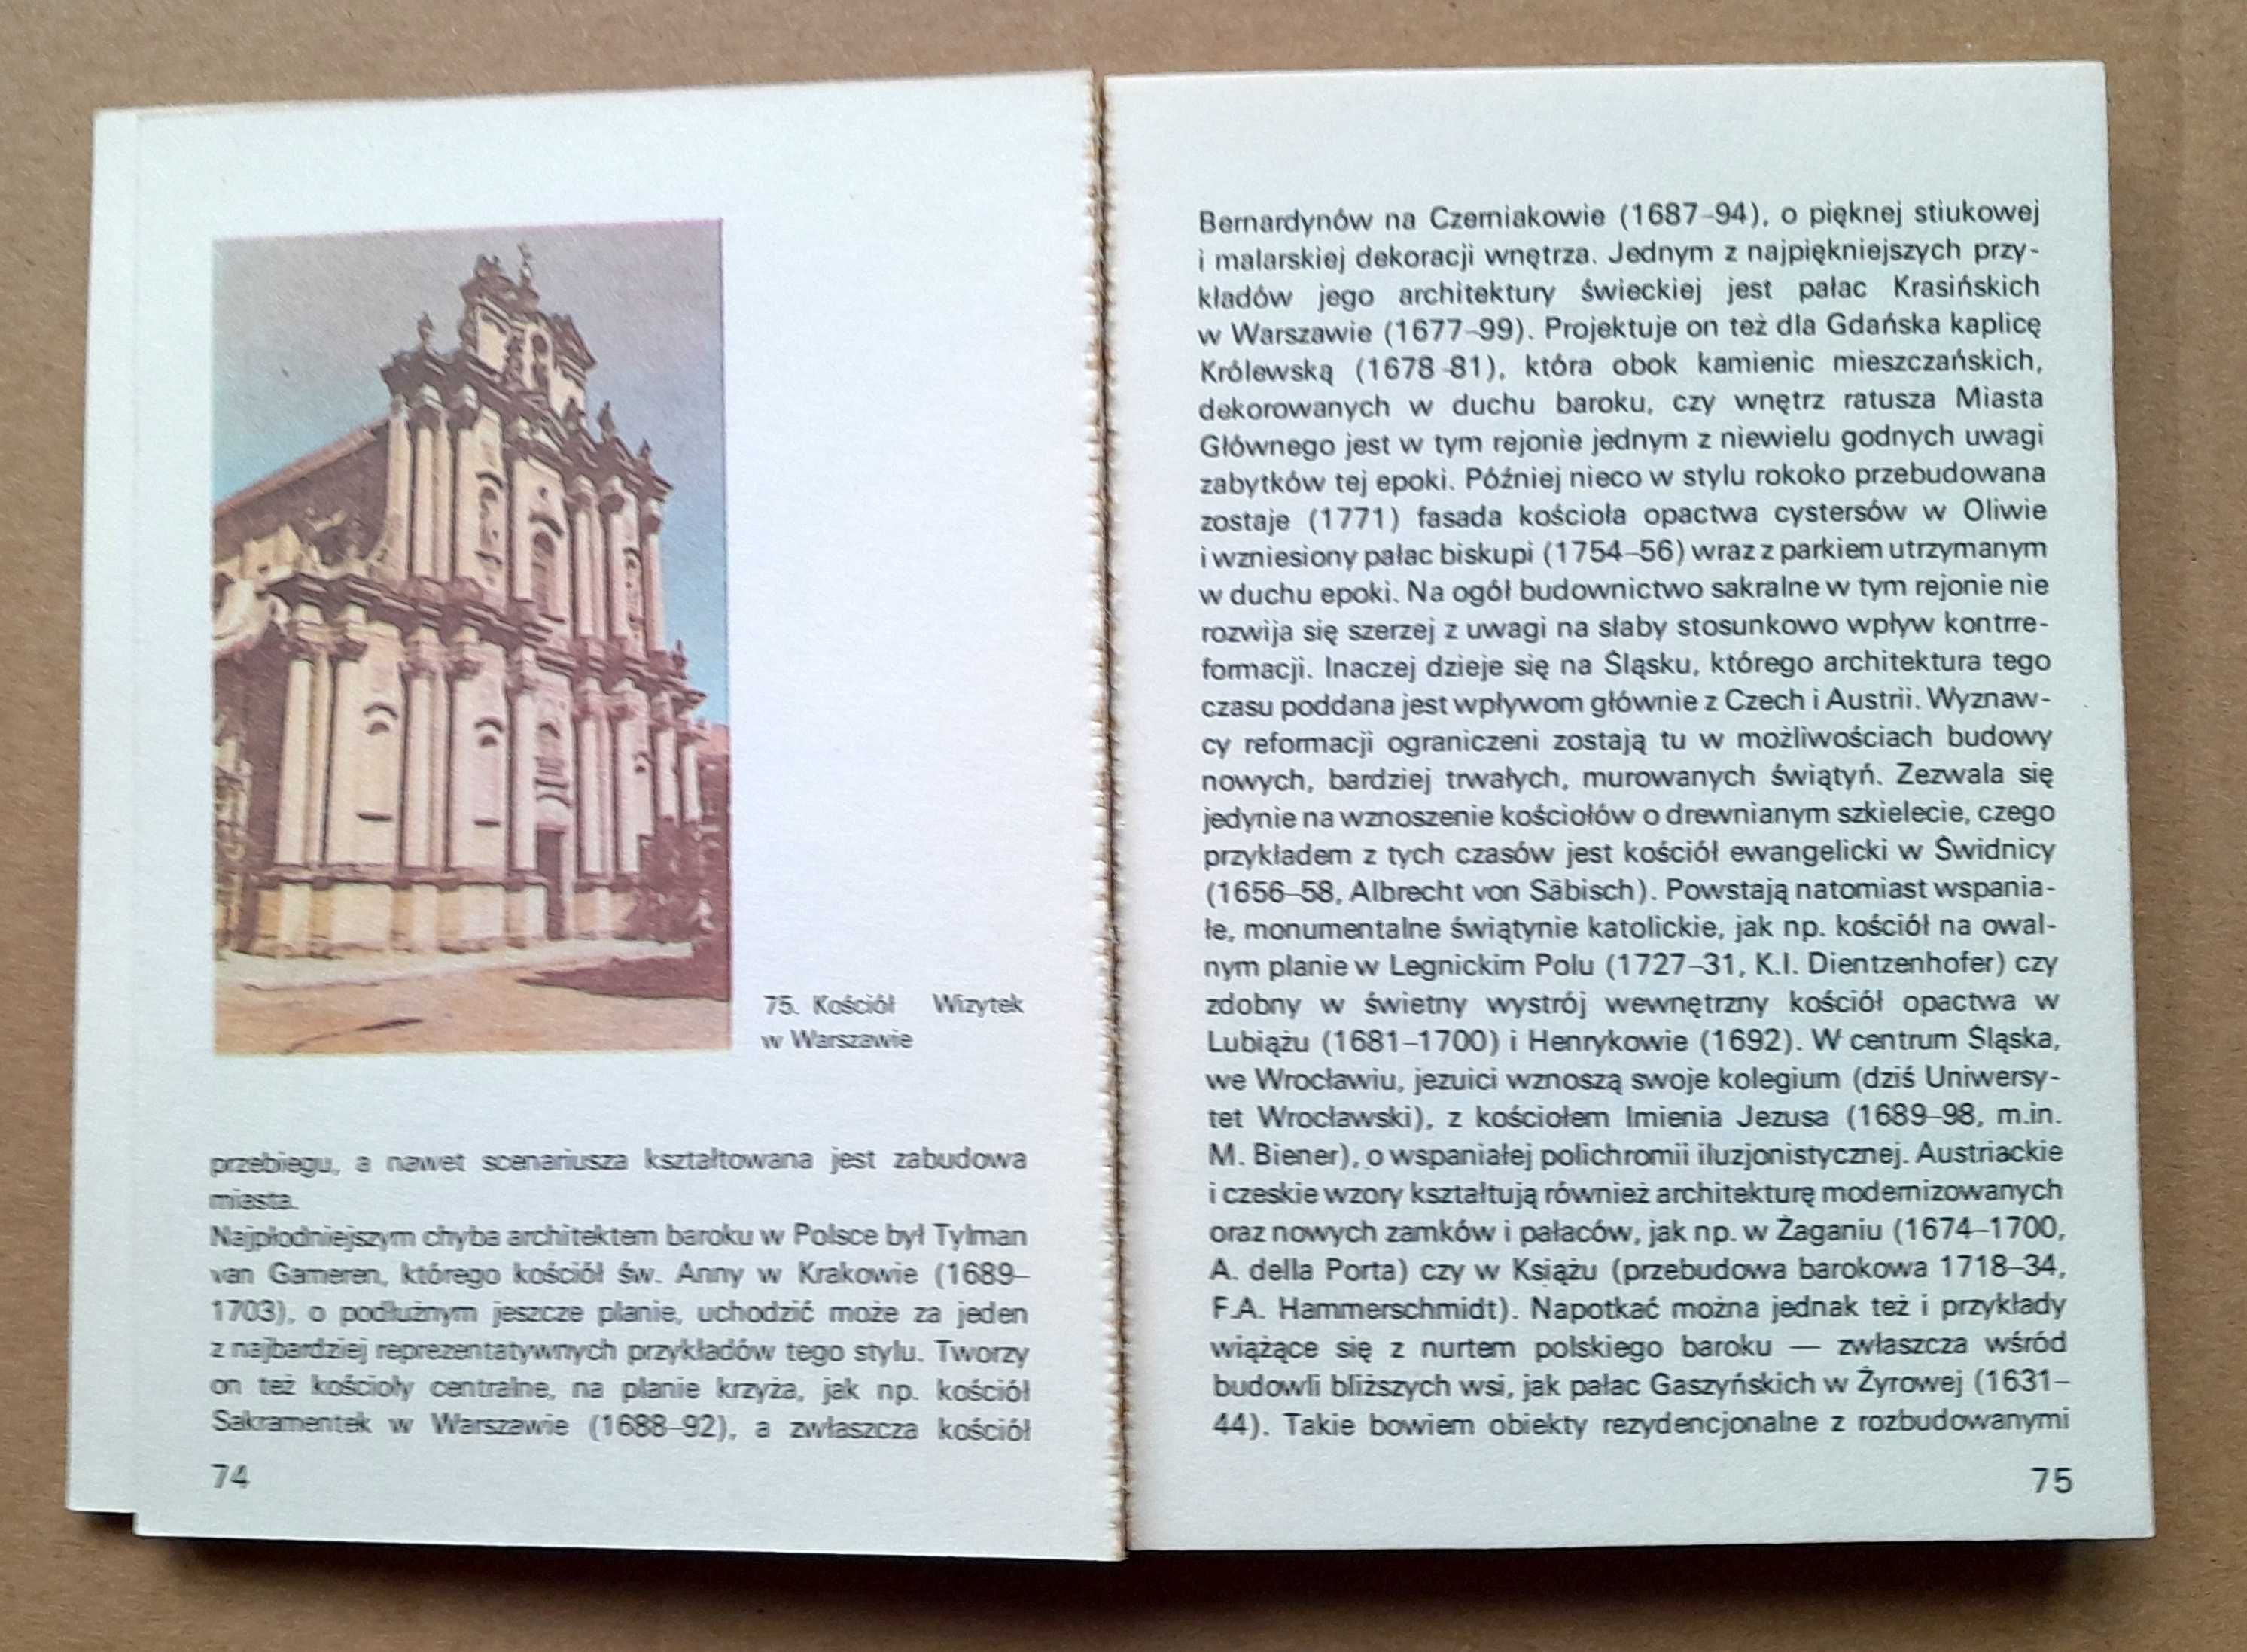 75. Kościół Wizytek
w Warszawie
przebiegu, a nawet scenariusza kształtowana jest zabudowa
miasta.
Najpłodniejszym chyba architektem baroku w Polsce był Tylman
van Gameren, którego kościół św. Anny w Krakowie (1689–
1703), o podłużnym jeszcze planie, uchodzić może za jeden
z najbardziej reprezentatywnych przykładów tego stylu. Tworzy
on też kościoły centralne, na planie krzyża, jak np. kościół
Sakramentek w Warszawie (1688–92), a zwłaszcza kościół
74
Bernardynów na Czerniakowie (1687–94), o pięknej stiukowej
i malarskiej dekoracji wnętrza. Jednym z najpiękniejszych przy-
kładów jego architektury świeckiej jest pałac Krasińskich
w Warszawie (1677–99). Projektuje on też dla Gdańska kaplicę
Królewską (1678–81), która obok kamienic mieszczańskich,
dekorowanych w duchu baroku, czy wnętrz ratusza Miasta
Głównego jest w tym rejonie jednym z niewielu godnych uwagi
zabytków tej epoki. Później nieco w stylu rokoko przebudowana
zostaje (1771) fasada kościoła opactwa cystersów w Oliwie
i wzniesiony pałac biskupi (1754–56) wraz z parkiem utrzymanym
w duchu epoki. Na ogół budownictwo sakralne w tym rejonie nie
rozwija się szerzej z uwagi na słaby stosunkowo wpływ kontrre-
formacji. Inaczej dzieje się na Śląsku, którego architektura tego
czasu poddana jest wpływom głównie z Czech i Austrii. Wyznaw-
cy reformacji ograniczeni zostają tu w możliwościach budowy
nowych, bardziej trwałych, murowanych świątyń. Zezwala się
jedynie na wznoszenie kościołów o drewnianym szkielecie, czego
przykładem z tych czasów jest kościół ewangelicki w Świdnicy
(1656–58, Albrecht von Säbisch). Powstają natomiast wspania-
łe, monumentalne świątynie katolickie, jak np. kościół na owal-
nym planie w Legnickim Polu (1727–31, K.I. Dientzenhofer) czy
zdobny w świetny wystrój wewnętrzny kościół opactwa w
Lubiążu (1681–1700) i Henrykowie (1692). W centrum Śląska,
we Wrocławiu, jezuici wznoszą swoje kolegium (dziś Uniwersy-
tet Wrocławski), z kościołem Imienia Jezusa (1689–98, m.in.
M. Biener), o wspaniałej polichromii iluzjonistycznej. Austriackie
i czeskie wzory kształtują również architekturę modernizowanych
oraz nowych zamków i pałaców, jak np. w Żaganiu (1674–1700,
A. della Porta) czy w Książu (przebudowa barokowa 1718–34,
F.A. Hammerschmidt). Napotkać można jednak też i przykłady
wiążące się z nurtem polskiego baroku — zwłaszcza wśród
budowli bliższych wsi, jak pałac Gaszyńskich w Żyrowej (1631–
44). Takie bowiem obiekty rezydencjonalne z rozbudowanymi
75